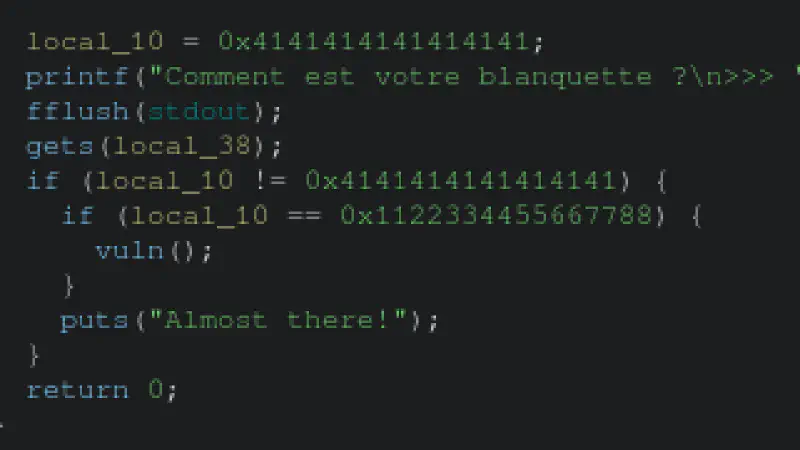 local_10 = 0x4141414141414141;
printf("Comment est votre blanquette ?\n>>> "
fflush(stdout);
gets(local_38);
if (local_10 != 0x4141414141414141) {
if (local_10 == 0x1122334455667788) {
vuln();
}
puts("Almost there!");
}
return 0;